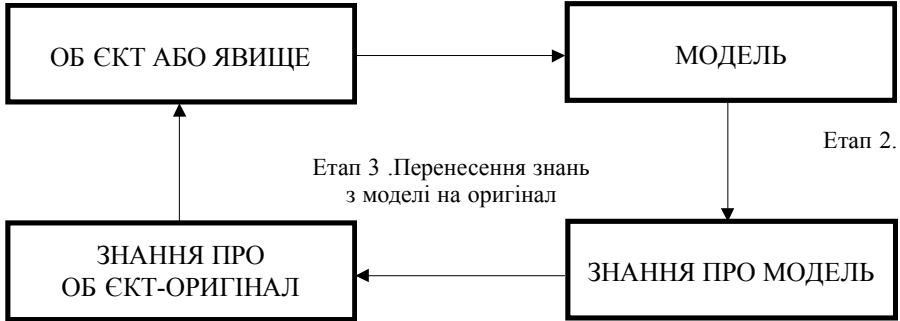 ОБ ЄКТ АБО ЯВИЩЕ
МОДЕЛЬ
Етап 2.
Етап 3 .Перенесення знань
з моделі на оригінал
ЗНАННЯ ПРО
ОБ ЄКТ-ОРИГІНАЛ
ЗНАННЯ ПРО МОДЕЛЬ